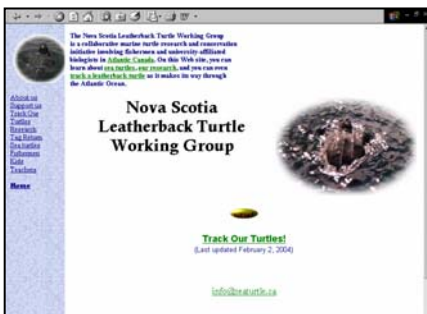 The Nova Scotia Leatherback Turtle Working Group
is a collaborative marine turtle research and conservation
initiative involving fishermen and university-affiliated
biologists in Atlantic Canada. On this Web site, you can
learn about sea turtles, our research, and you can even
track a leatherback turtle as it makes its way through
the Atlantic Ocean.
About us
Support us
Track Our
Turtles
Research
Tag Return
Sea turtles
Fishermen
Kids
Teachers
Home
Nova Scotia
Leatherback Turtle
Working Group
Track Our Turtles!
(Last updated February 2, 2004)
info@seaturtle.ca